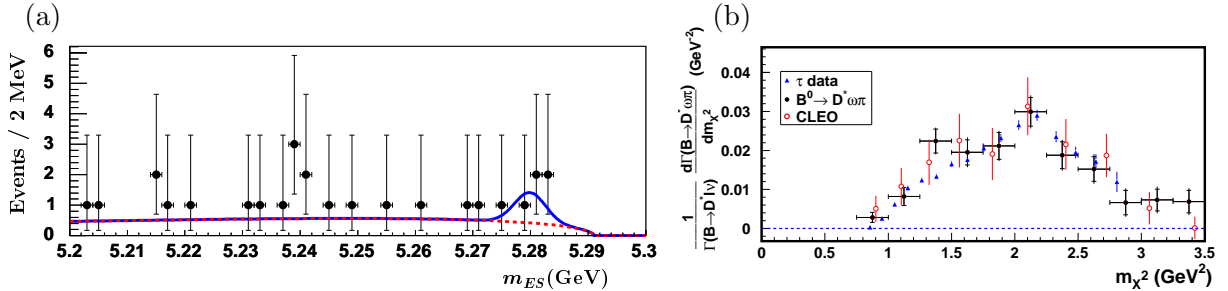 (a)
Events / 2 MeV
6
5
4
3
2
1
0
5.2 5.21 5.22 5.23 5.24 5.25 5.26 5.27 5.28 5.29 5.3
m_ES(GeV)
(b)
1/Γ(B→D*lν) dΓ(B→D*ωπ)/dm_X² (GeV⁻²)
0.04
0.03
0.02
0.01
0
τ data
B⁰→ D*ωπ
CLEO
0 0.5 1 1.5 2 2.5 3 3.5
m_X² (GeV²)